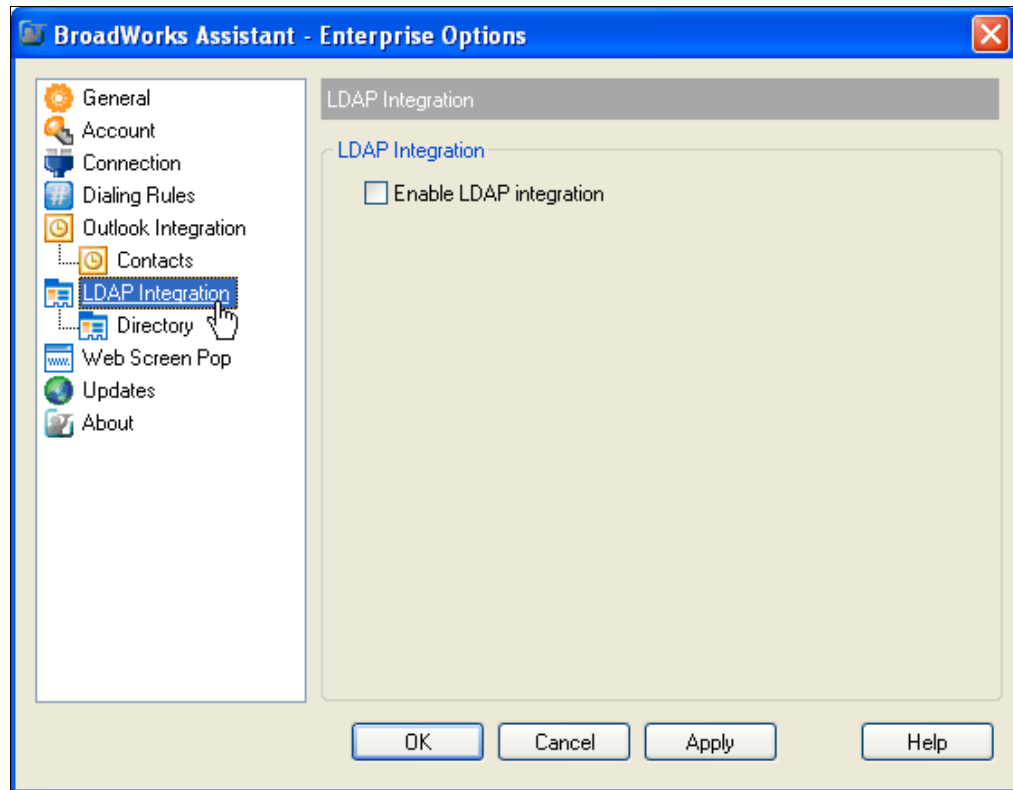 BroadWorks Assistant - Enterprise Options
General
Account
Connection
Dialing Rules
Outlook Integration
Contacts
LDAP Integration
Directory
www.
Web Screen Pop
Updates
About
LDAP Integration
LDAP Integration
Enable LDAP integration
OK
Cancel
Apply
Help